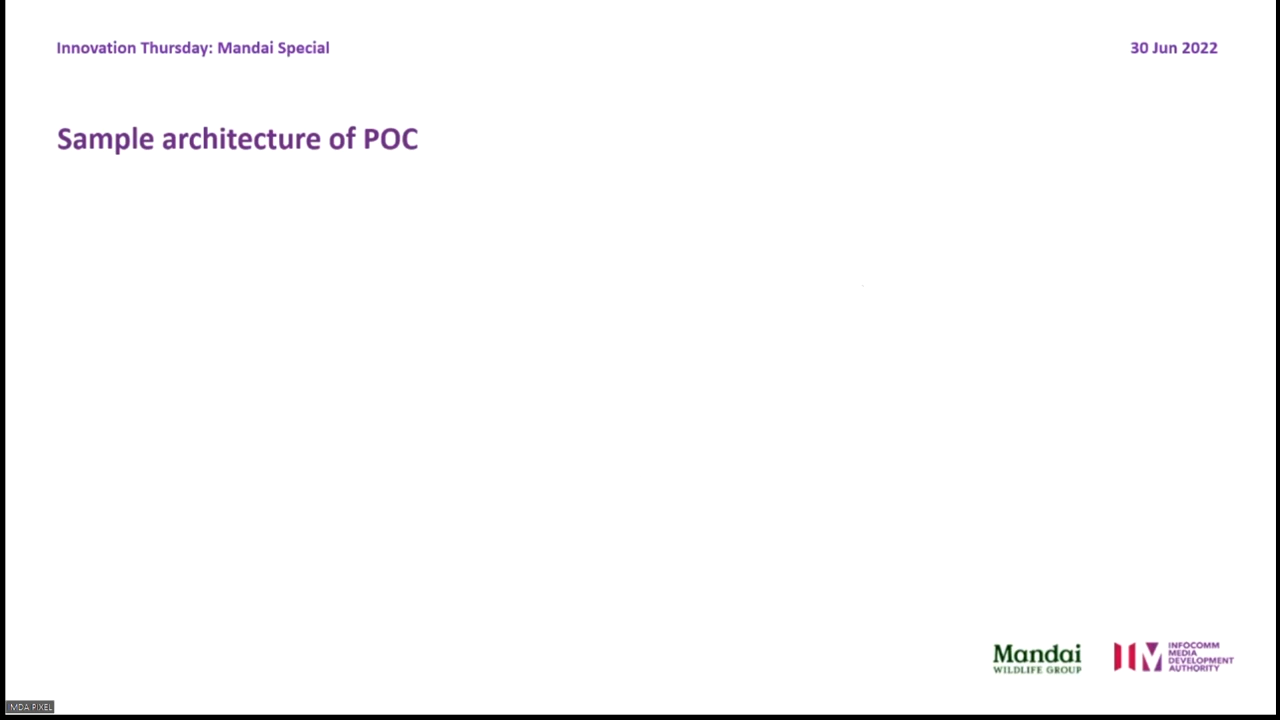 Innovation Thursday: Mandai Special
30 Jun 2022
Sample architecture of POC
Mandai
WILDLIFE GROUP
INFOCOMM
MEDIA
DEVELOPMENT
AUTHORITY
IMDA PIXEL